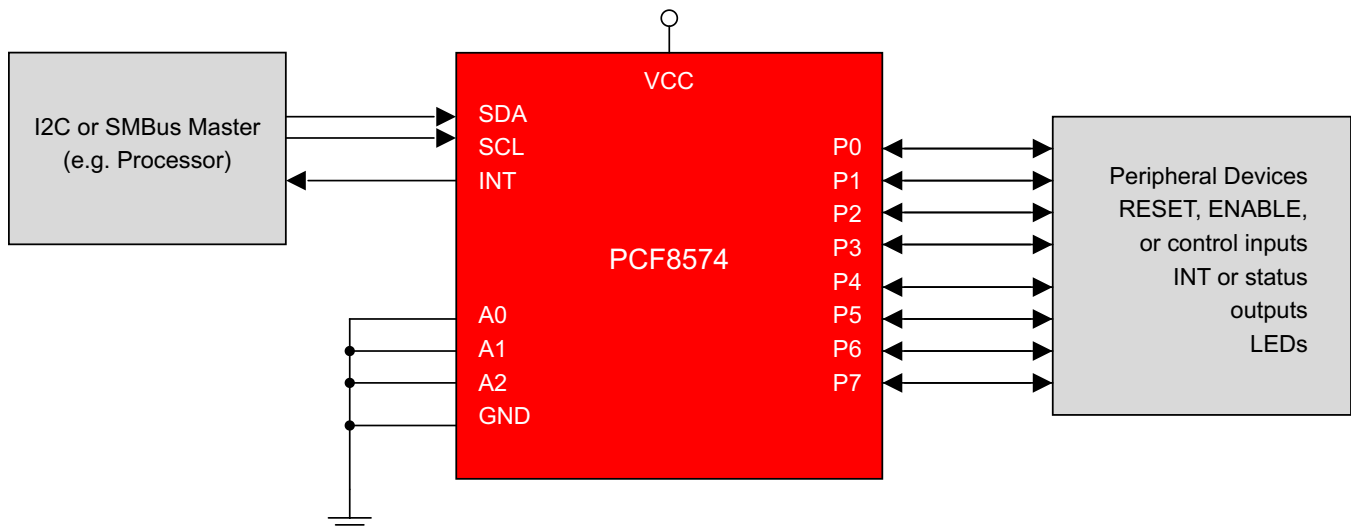 I2C or SMBus Master
(e.g. Processor)
VCC
SDA
SCL
INT
A0
A1
A2
GND
PCF8574
P0
P1
P2
P3
P4
P5
P6
P7
Peripheral Devices
RESET, ENABLE,
or control inputs
INT or status
outputs
LEDs